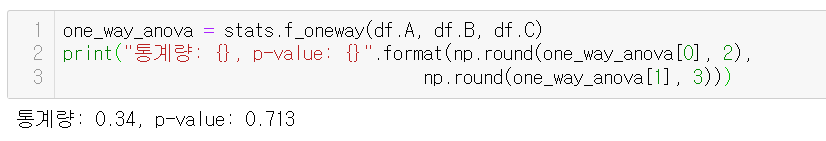 1 one_way_anova = stats.f_oneway(df.A, df.B, df.C)
2 print("통계량: {}, p-value: {}".format(np.round(one_way_anova[0], 2),
3 np.round(one_way_anova[1], 3)))
통계량: 0.34, p-value: 0.713